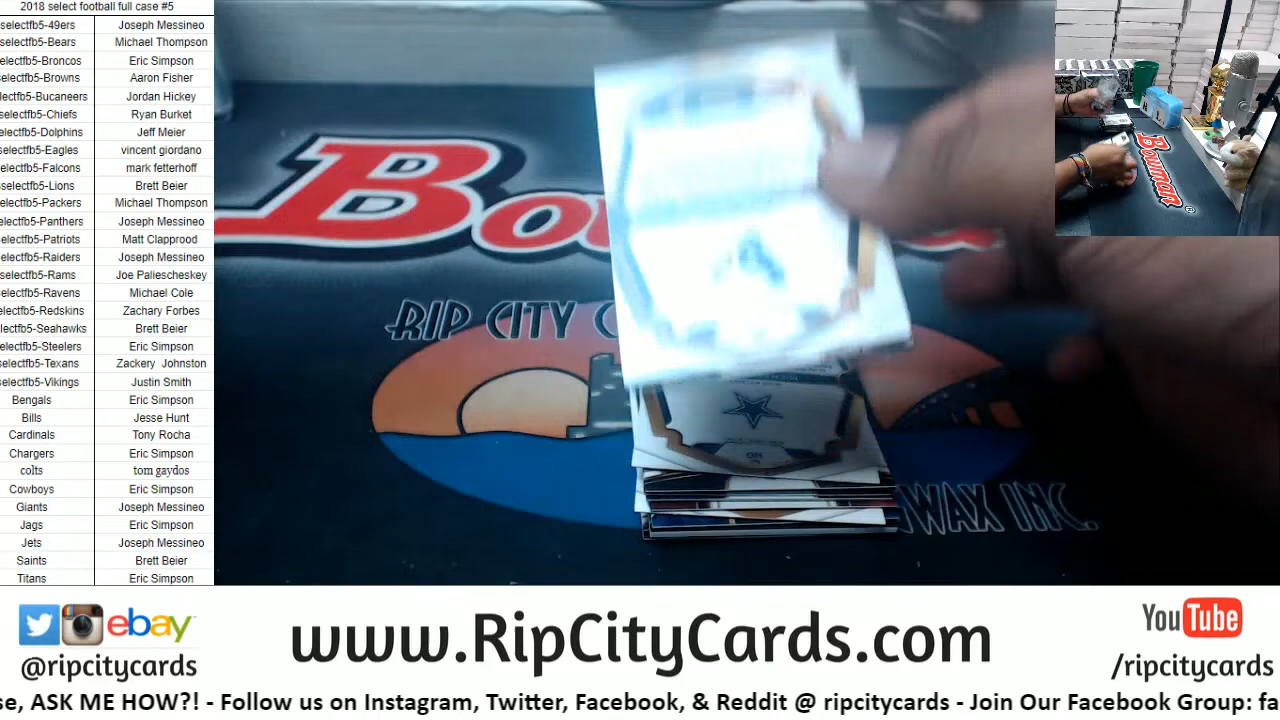 2018 select football full case #5
selectfb5-49ers Joseph Messineo
selectfb5-Bears Michael Thompson
selectfb5-Broncos Eric Simpson
selectfb5-Browns Aaron Fisher
lectfb5-Bucaneers Jordan Hickey
selectfb5-Chiefs Ryan Burket
electfb5-Dolphins Jeff Meier
selectfb5-Eagles vincent giordano
selectfb5-Falcons mark fetterhoff
selectfb5-Lions Brett Beier
selectfb5-Packers Michael Thompson
electfb5-Panthers Joseph Messineo
selectfb5-Patriots Matt Clapprood
selectfb5-Raiders Joseph Messineo
selectfb5-Rams Joe Paliescheskey
selectfb5-Ravens Michael Cole
electfb5-Redskins Zachary Forbes
lectfb5-Seahawks Brett Beier
selectfb5-Steelers Eric Simpson
selectfb5-Texans Zackery Johnston
selectfb5-Vikings Justin Smith
Bengals Eric Simpson
Bills Jesse Hunt
Cardinals Tony Rocha
Chargers Eric Simpson
colts tom gaydos
Cowboys Eric Simpson
Giants Joseph Messineo
Jags Eric Simpson
Jets Joseph Messineo
Saints Brett Beier
Titans Eric Simpson
Bow
RIP CITY C
WAX INC.
Bowman®
ebay
@ripcitycards
www.RipCityCards.com
YouTube
/ripcitycards
se, ASK ME HOW?! - Follow us on Instagram, Twitter, Facebook, & Reddit @ ripcitycards - Join Our Facebook Group: fa